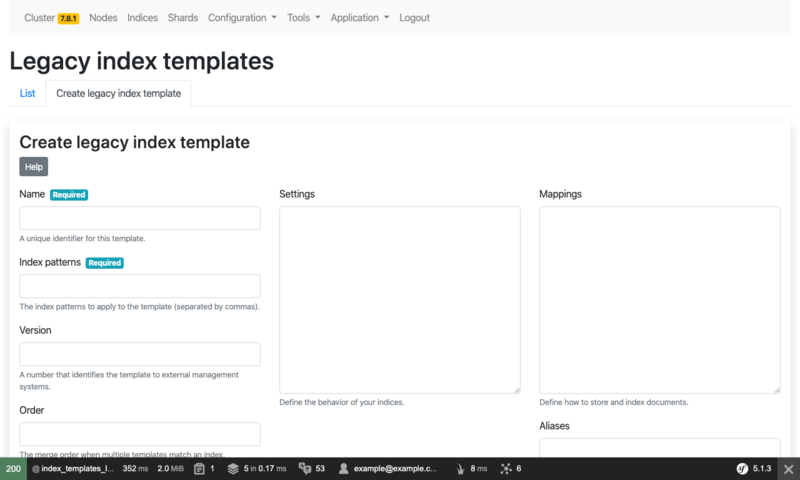 Cluster 7.8.1 Nodes Indices Shards Configuration Tools Application Logout
Legacy index templates
List Create legacy index template
Create legacy index template
Help
Name Required
A unique identifier for this template.
Index patterns Required
The index patterns to apply to the template (separated by commas).
Version
A number that identifies the template to external management
systems.
Order
The merge order when multiple templates match an index.
Settings
Define the behavior of your indices.
Mappings
Define how to store and index documents.
Aliases
200 @ index_templates_l... 352 ms 2.0 MiB 1 5 in 0.17 ms 53 example@example.c... 8 ms 6 sf 5.1.3